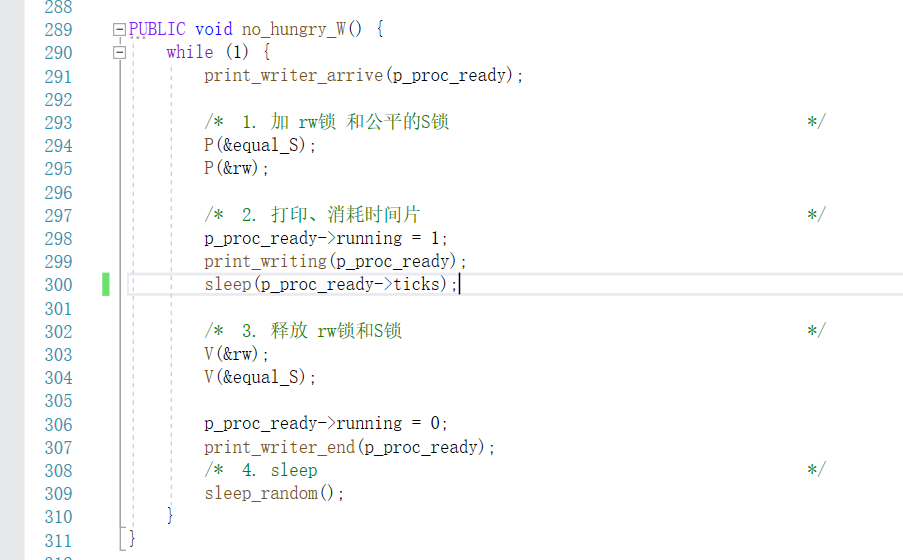 288
289 PUBLIC void no_hungry_W() {
290 while (1) {
291 print_writer_arrive(p_proc_ready);
292
293 /* 1. 加 rw锁 和公平的S锁 */
294 P(&equal_S);
295 P(&rw);
296
297 /* 2. 打印、消耗时间片 */
298 p_proc_ready->running = 1;
299 print_writing(p_proc_ready);
300 sleep(p_proc_ready->ticks);
301
302 /* 3. 释放 rw锁和S锁 */
303 V(&rw);
304 V(&equal_S);
305
306 p_proc_ready->running = 0;
307 print_writer_end(p_proc_ready);
308 /* 4. sleep */
309 sleep_random();
310 }
311 }